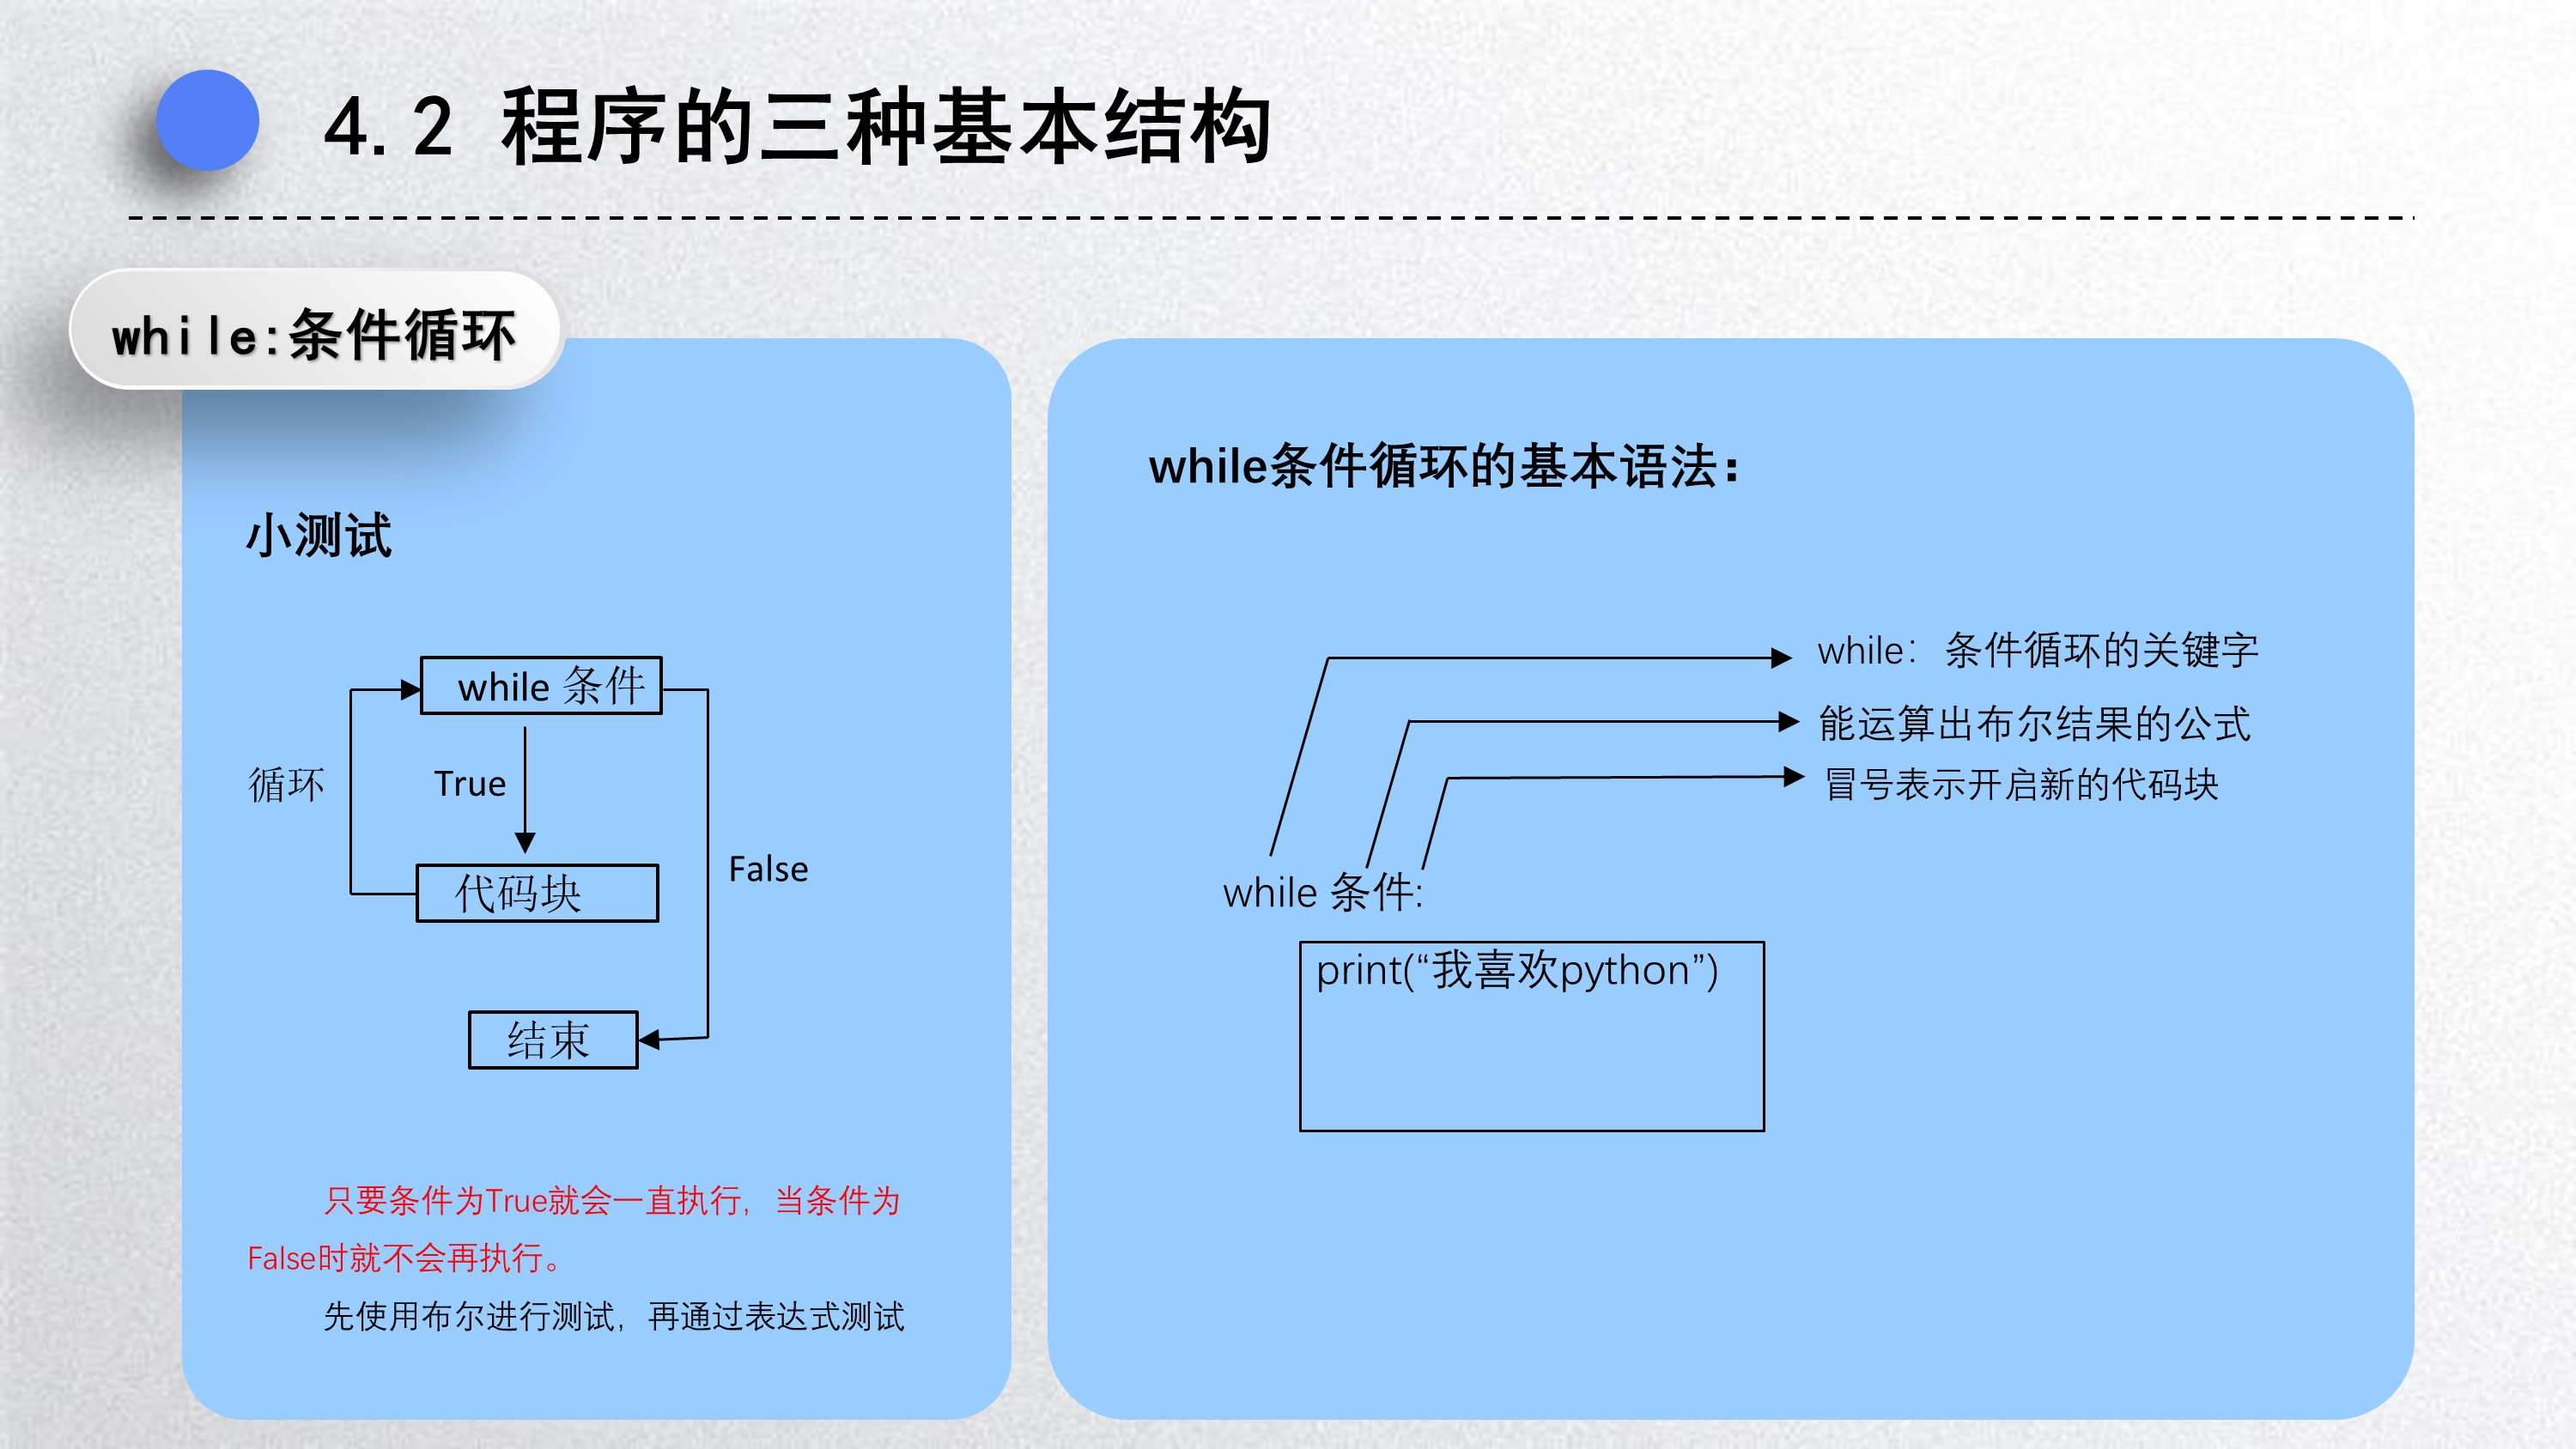 4.2 程序的三种基本结构
while:条件循环
小测试
while 条件
循环
True
False
代码块
结束
只要条件为True就会一直执行，当条件为
False时就不会再执行。
先使用布尔进行测试，再通过表达式测试
while条件循环的基本语法：
while： 条件循环的关键字
能运算出布尔结果的公式
冒号表示开启新的代码块
while 条件:
print(“我喜欢python”)